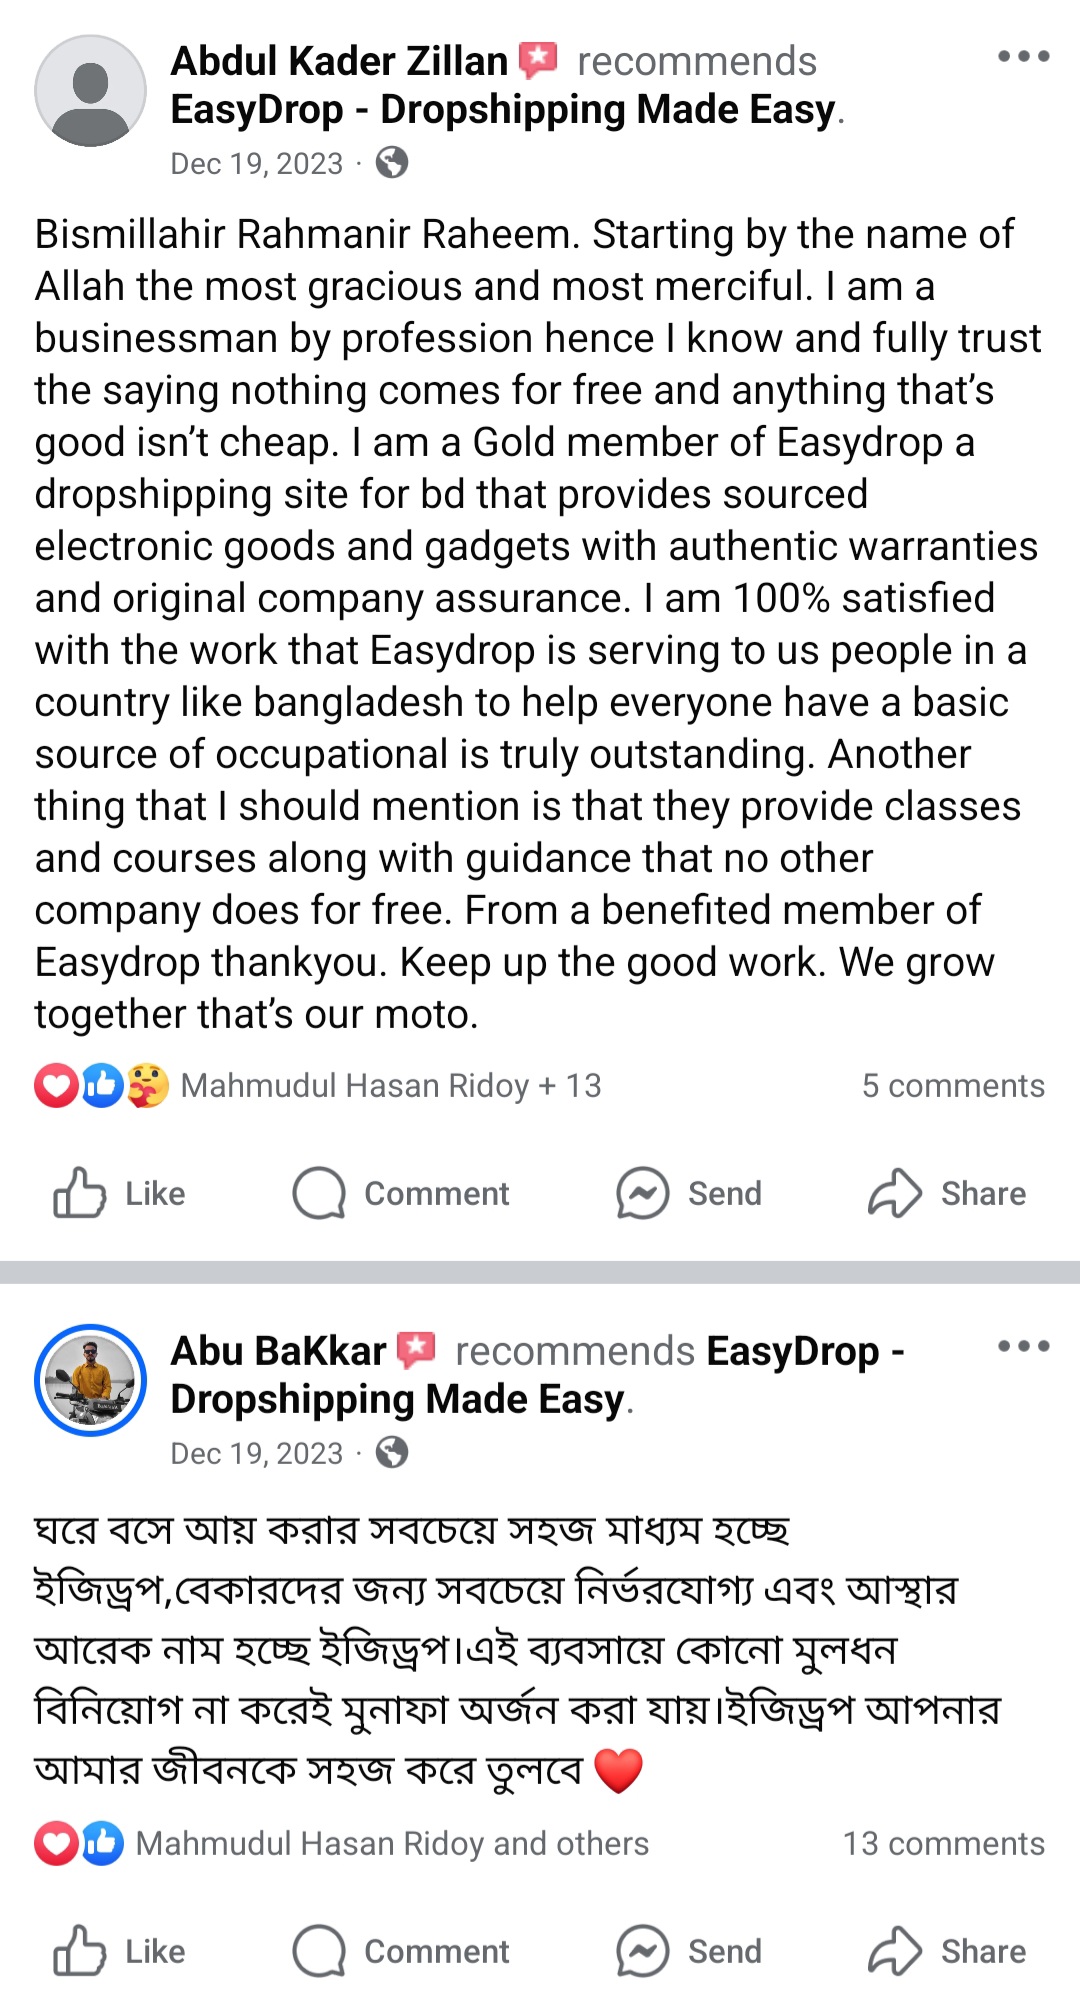 Abdul Kader Zillan recommends
EasyDrop - Dropshipping Made Easy.
Dec 19, 2023 ·
Bismillahir Rahmanir Raheem. Starting by the name of
Allah the most gracious and most merciful. I am a
businessman by profession hence I know and fully trust
the saying nothing comes for free and anything that’s
good isn’t cheap. I am a Gold member of Easydrop a
dropshipping site for bd that provides sourced
electronic goods and gadgets with authentic warranties
and original company assurance. I am 100% satisfied
with the work that Easydrop is serving to us people in a
country like bangladesh to help everyone have a basic
source of occupational is truly outstanding. Another
thing that I should mention is that they provide classes
and courses along with guidance that no other
company does for free. From a benefited member of
Easydrop thankyou. Keep up the good work. We grow
together that’s our moto.
Mahmudul Hasan Ridoy + 13 5 comments
Like Comment Send Share
Abu BaKkar recommends EasyDrop -
Dropshipping Made Easy.
Dec 19, 2023 ·
ঘরে বসে আয় করার সবচেয়ে সহজ মাধ্যম হচ্ছে
ইজিড্রপ,বেকারদের জন্য সবচেয়ে নির্ভরযোগ্য এবং আস্থার
আরেক নাম হচ্ছে ইজিড্রপ।এই ব্যবসায়ে কোনো মুলধন
বিনিয়োগ না করেই মুনাফা অর্জন করা যায়।ইজিড্রপ আপনার
আমার জীবনকে সহজ করে তুলবে ❤️
Mahmudul Hasan Ridoy and others 13 comments
Like Comment Send Share